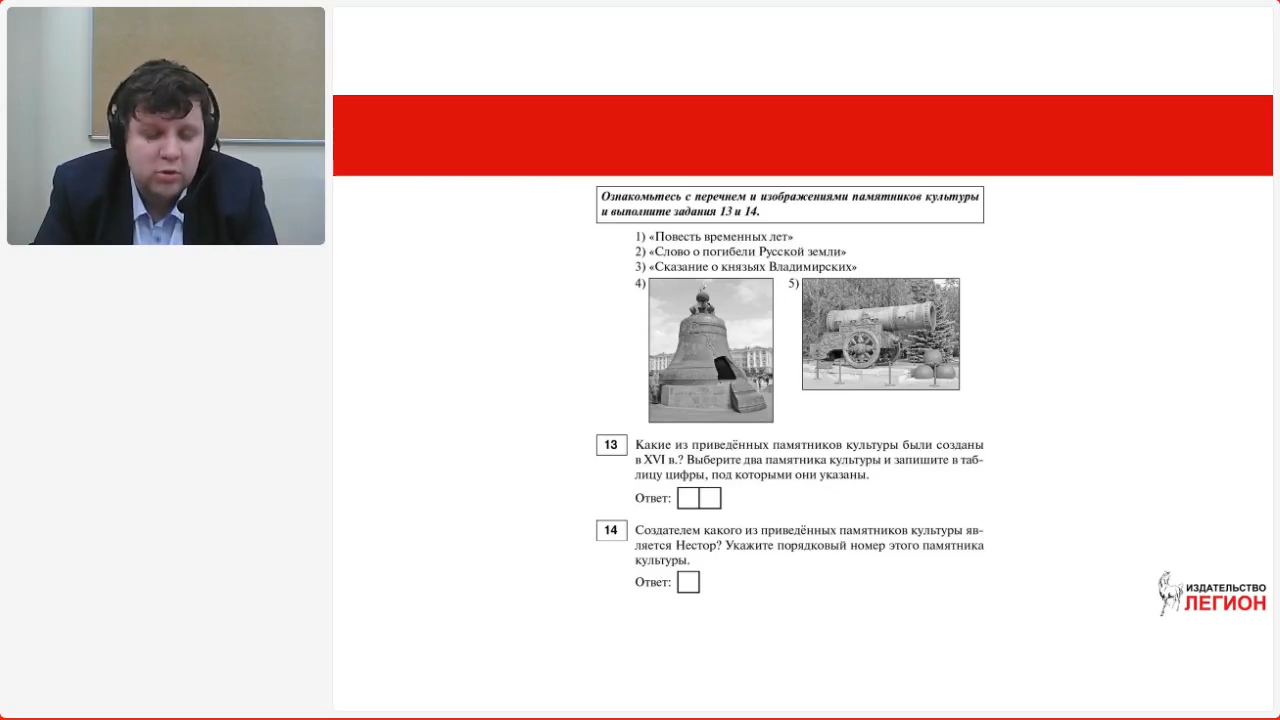 Ознакомьтесь с перечнем и изображениями памятников культуры
и выполните задания 13 и 14.
1) «Повесть временных лет»
2) «Слово о погибели Русской земли»
3) «Сказание о князьях Владимирских»
4)
5)
13 Какие из приведённых памятников культуры были созданы
в XVI в.? Выберите два памятника культуры и запишите в таб-
лицу цифры, под которыми они указаны.
Ответ:
14 Создателем какого из приведённых памятников культуры яв-
ляется Нестор? Укажите порядковый номер этого памятника
культуры.
Ответ:
ИЗДАТЕЛЬСТВО
ЛЕГИОН